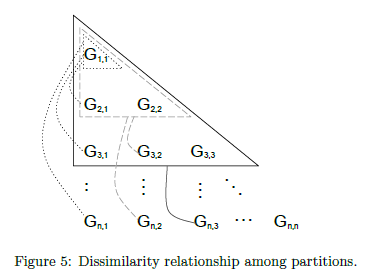 G1,1
G2,1 G2,2
G3,1 G3,2 G3,3
⋮ ⋮ ⋮ ⋱
Gn,1 Gn,2 Gn,3 ⋯ Gn,n
Figure 5: Dissimilarity relationship among partitions.